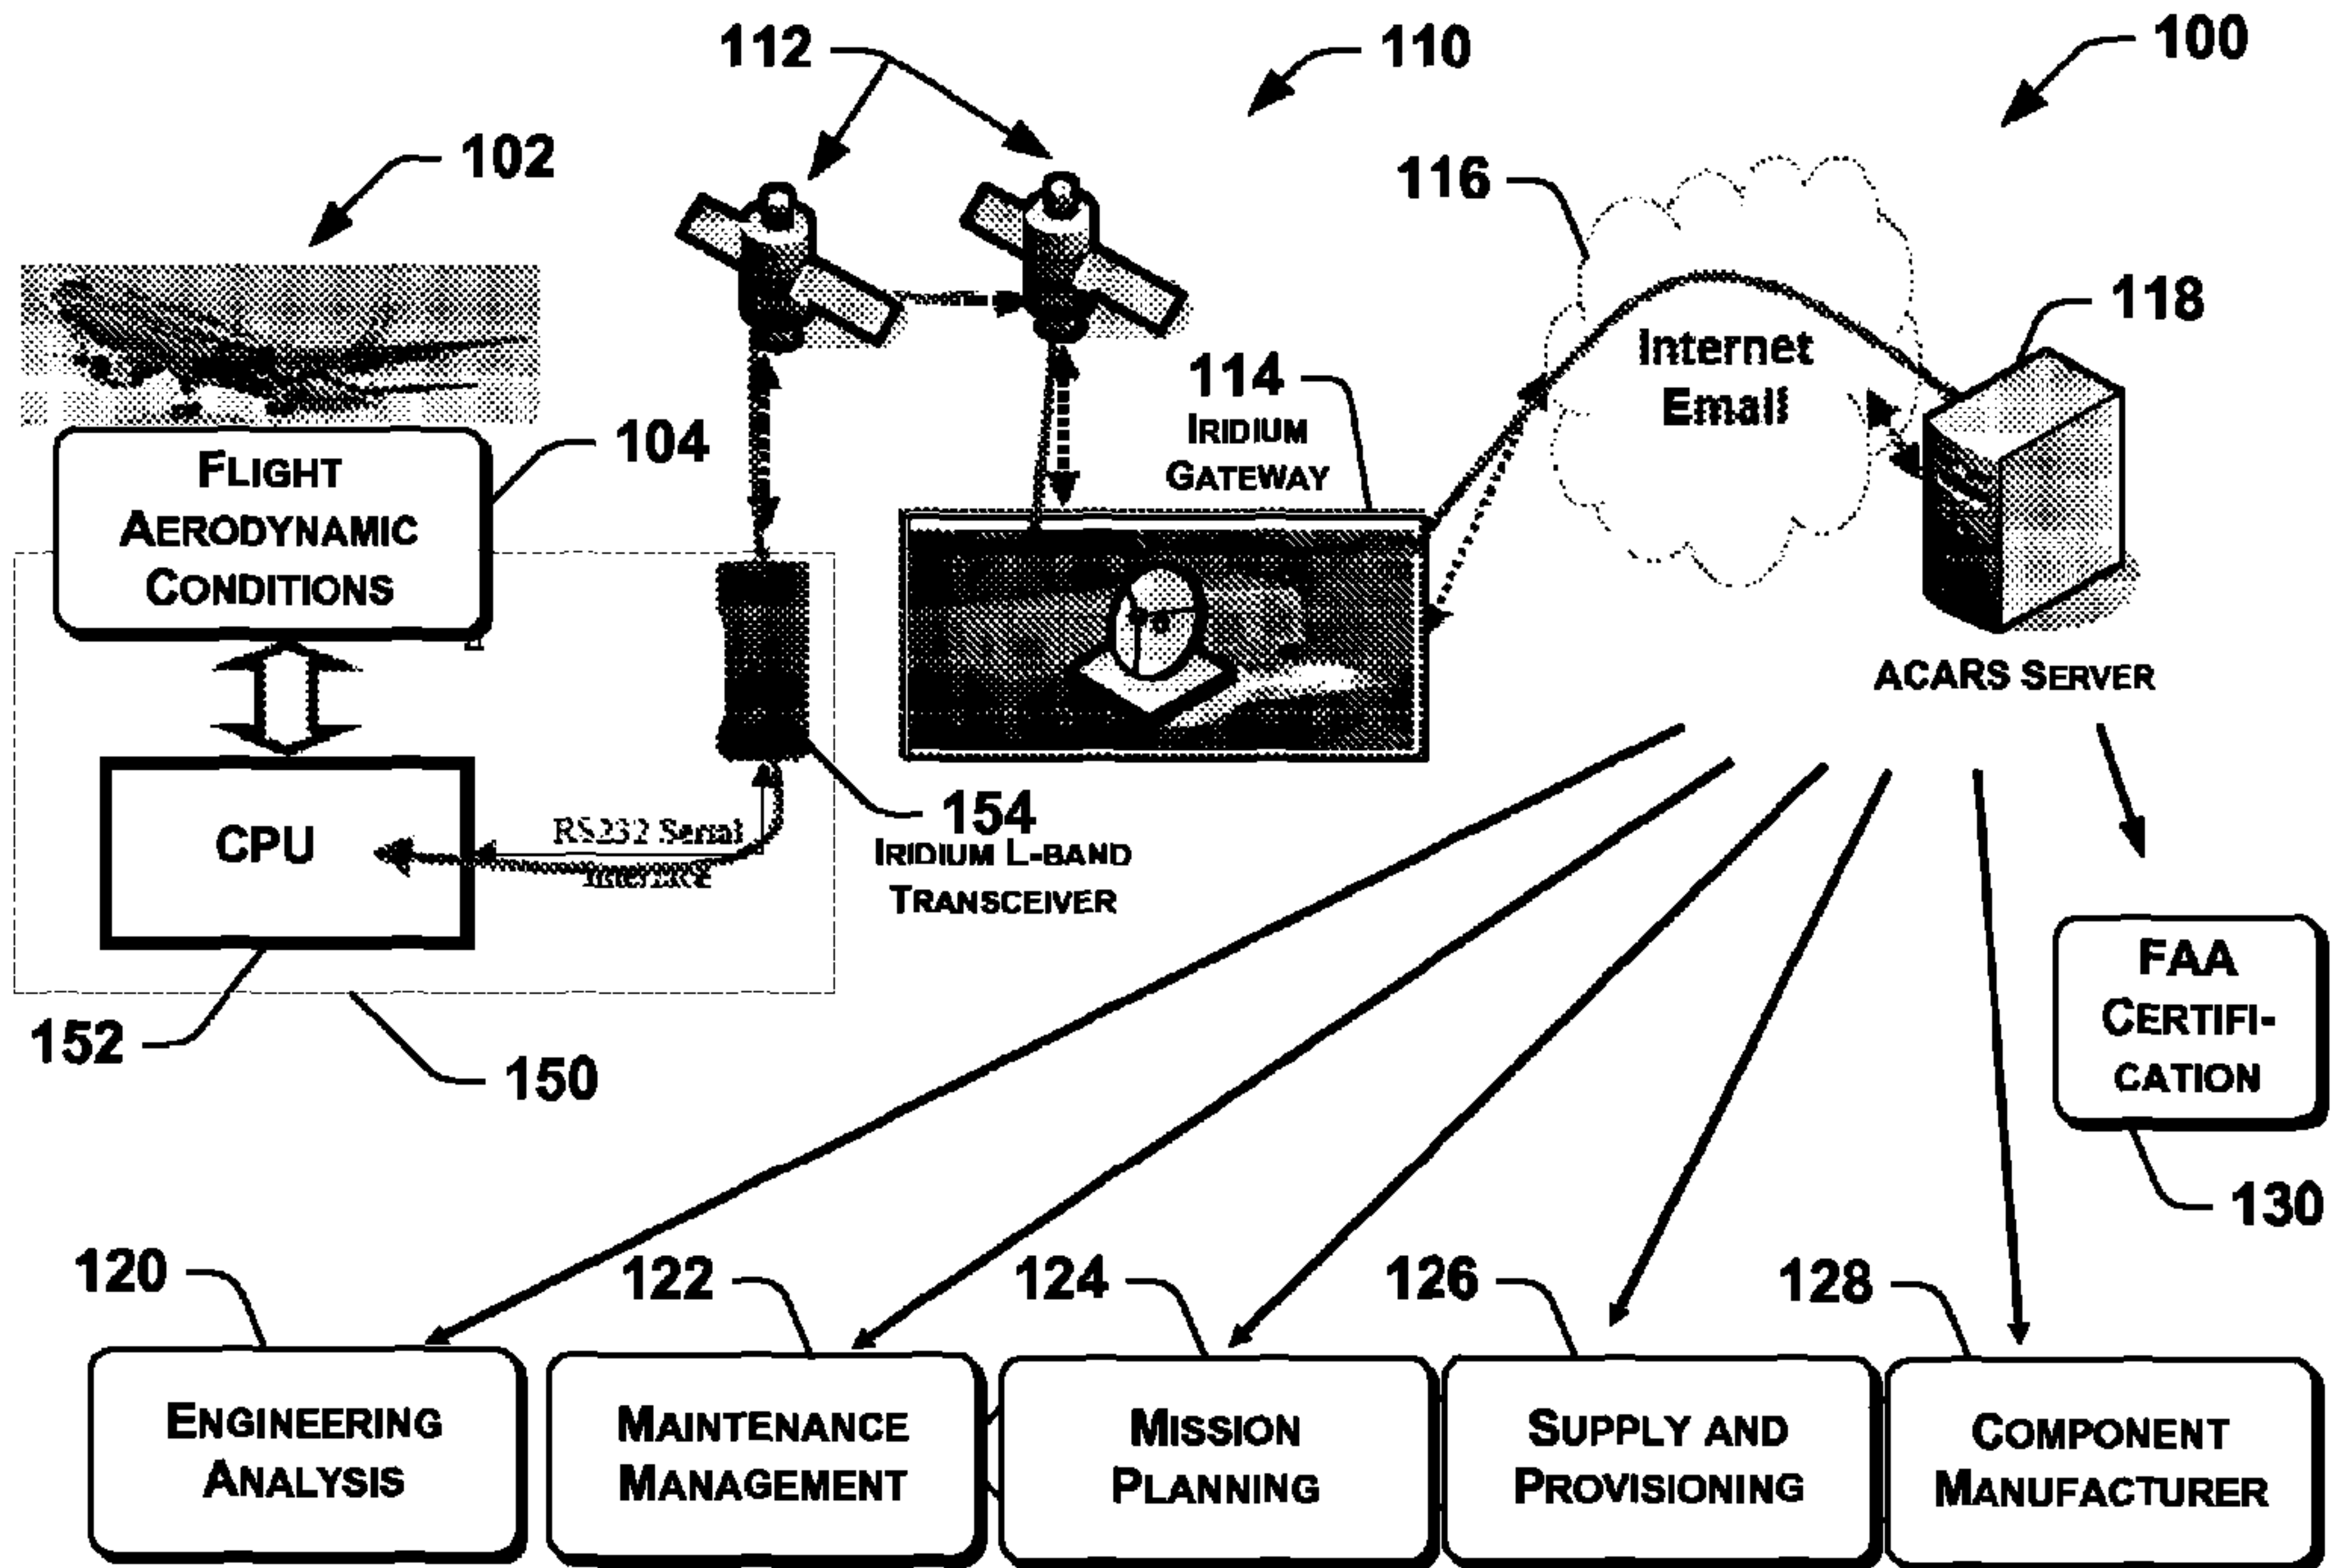 112
110
100
102
116
118
114
IRIDIUM
GATEWAY
Internet
Email
104
FLIGHT
AERODYNAMIC
CONDITIONS
ACARS SERVER
CPU
RS232 Serial
Interface
154
IRIDIUM L-BAND
TRANSCEIVER
152
150
FAA
CERTIFI-
CATION
130
120
122
124
126
128
ENGINEERING
ANALYSIS
MAINTENANCE
MANAGEMENT
MISSION
PLANNING
SUPPLY AND
PROVISIONING
COMPONENT
MANUFACTURER